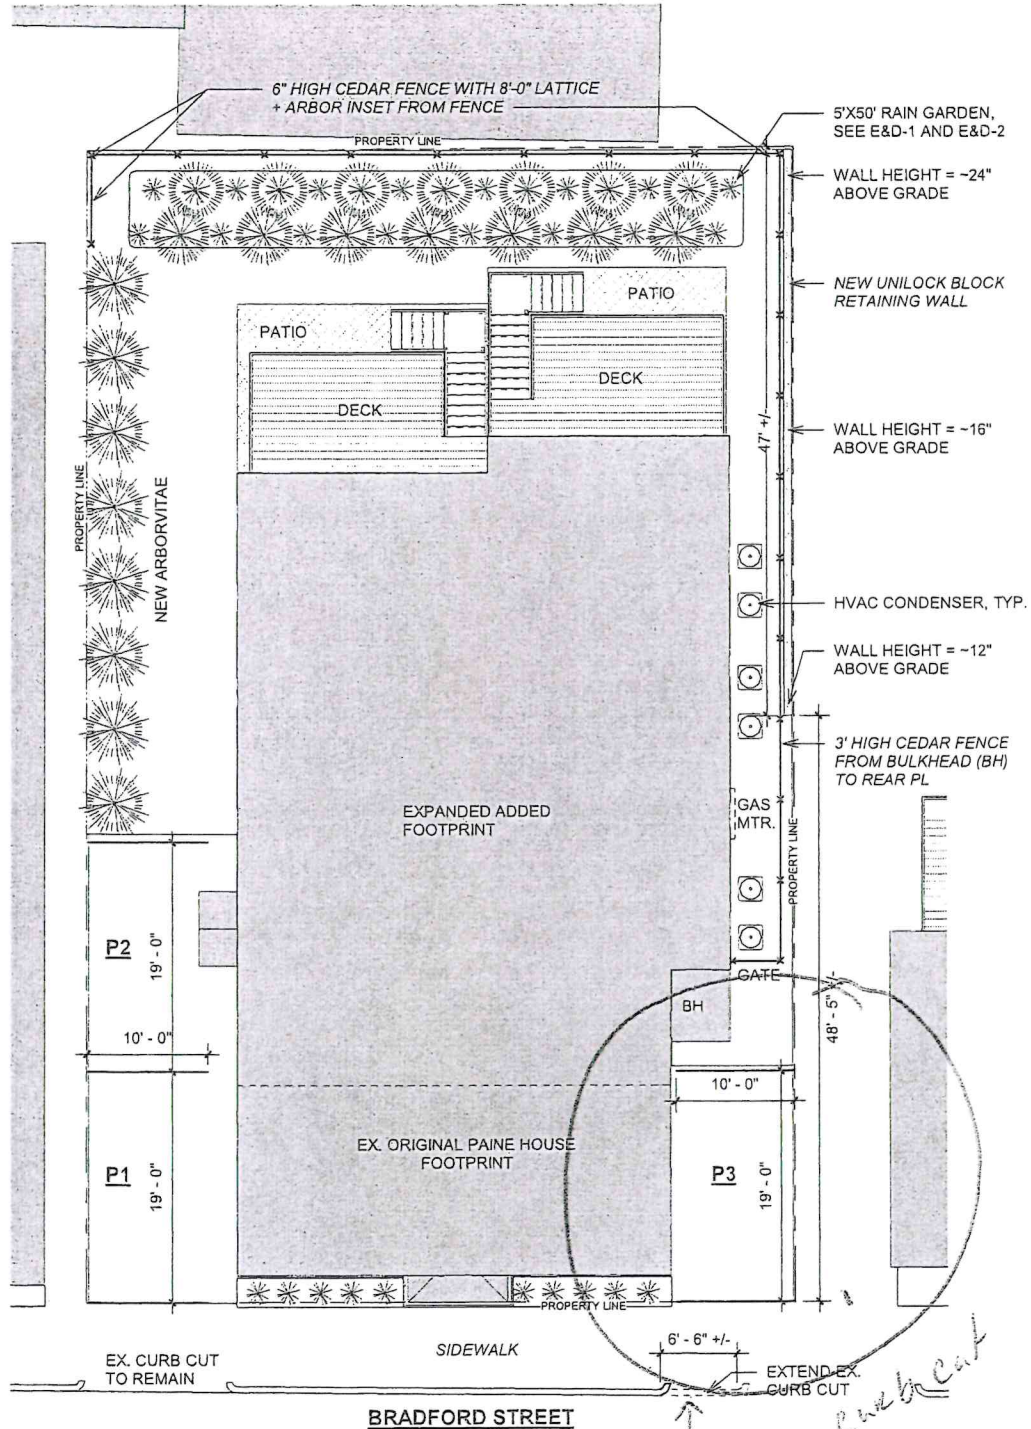 6" HIGH CEDAR FENCE WITH 8'-0" LATTICE
+ ARBOR INSET FROM FENCE
5'X50' RAIN GARDEN,
SEE E&D-1 AND E&D-2
PROPERTY LINE
WALL HEIGHT = ~24"
ABOVE GRADE
NEW UNILOCK BLOCK
RETAINING WALL
PATIO
PATIO
DECK
DECK
47' +/-
WALL HEIGHT = ~16"
ABOVE GRADE
PROPERTY LINE
NEW ARBORVITAE
HVAC CONDENSER, TYP.
WALL HEIGHT = ~12"
ABOVE GRADE
3' HIGH CEDAR FENCE
FROM BULKHEAD (BH)
TO REAR PL
EXPANDED ADDED
FOOTPRINT
GAS
MTR.
PROPERTY LINE
P2
19' - 0"
10' - 0"
GATE
BH
48' - 5" +/-
10' - 0"
EX. ORIGINAL PAINE HOUSE
FOOTPRINT
P1
19' - 0"
P3
19' - 0"
PROPERTY LINE
SIDEWALK
6' - 6" +/-
EX. CURB CUT
TO REMAIN
EXTEND EX.
CURB CUT
Curb Cut
BRADFORD STREET